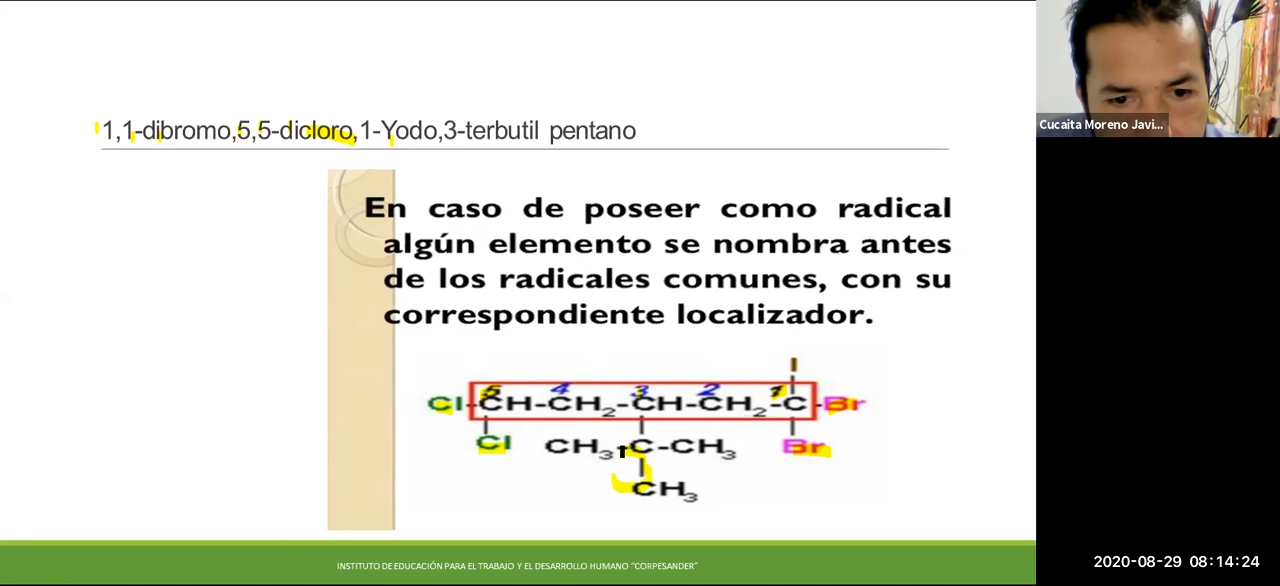 1,1-dibromo,5,5-dicloro,1-Yodo,3-terbutil pentano
Cucaita Moreno Javi...
En caso de poseer como radical
algún elemento se nombra antes
de los radicales comunes, con su
correspondiente localizador.
I
5 4 3 2 1
Cl-CH-CH₂-CH-CH₂-C-Br
Cl CH₃-C-CH₃ Br
CH₃
INSTITUTO DE EDUCACIÓN PARA EL TRABAJO Y EL DESARROLLO HUMANO "CORPESANDER"
2020-08-29 08:14:24